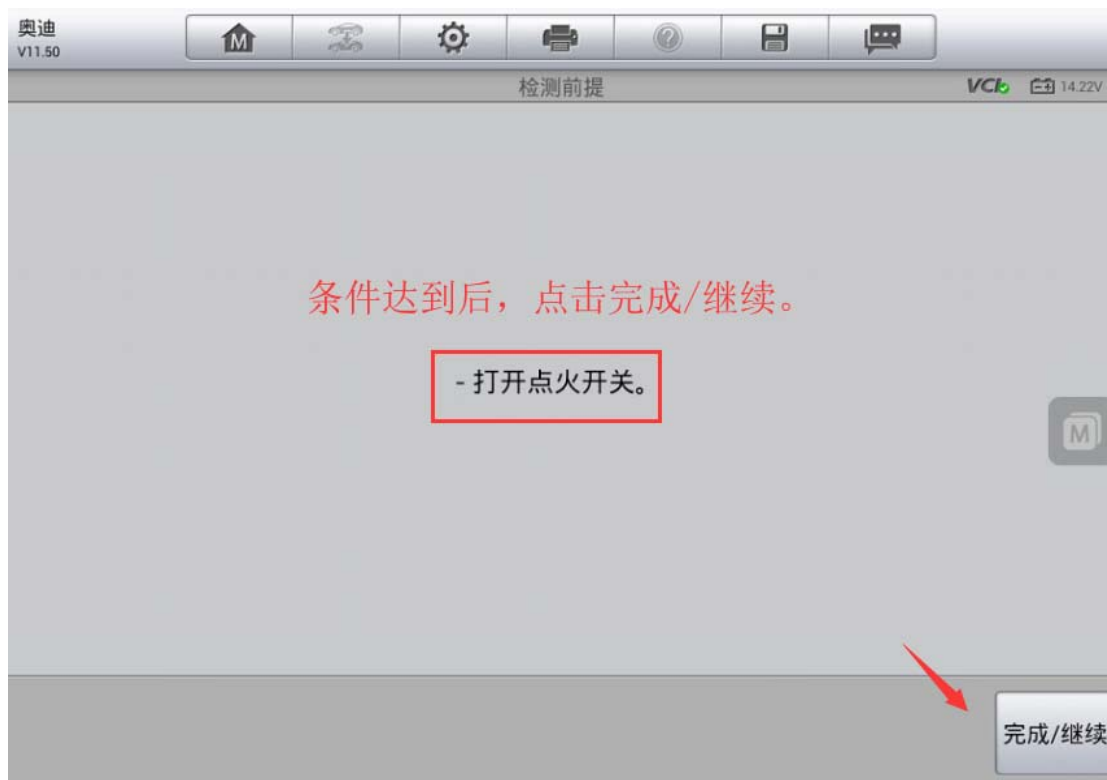 奥迪
V11.50
M
检测前提
VCI
14.22V
条件达到后，点击完成/继续。
- 打开点火开关。
M
完成/继续